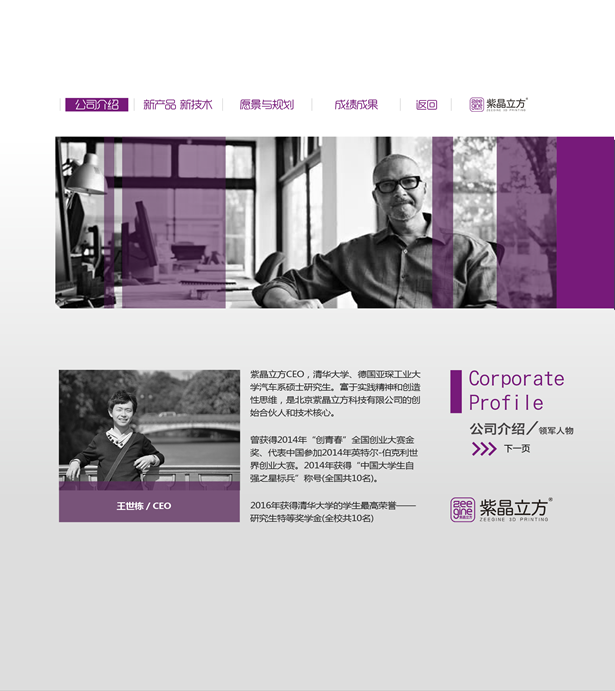 公司介绍
新产品 新技术
愿景与规划
成绩成果
返回
紫晶立方
ZEEGINE 3D PRINTING
紫晶立方CEO，清华大学、德国亚琛工业大
学汽车系硕士研究生。富于实践精神和创造
性思维，是北京紫晶立方科技有限公司的创
始合伙人和技术核心。
曾获得2014年“创青春”全国创业大赛金
奖、代表中国参加2014年英特尔-伯克利世
界创业大赛。2014年获得“中国大学生自
强之星标兵”称号(全国共10名)。
2016年获得清华大学的学生最高荣誉——
研究生特等奖学金(全校共10名)
王世栋 / CEO
Corporate
Profile
公司介绍/领军人物
下一页
zee
gine
紫晶立方
紫晶立方®
ZEEGINE 3D PRINTING